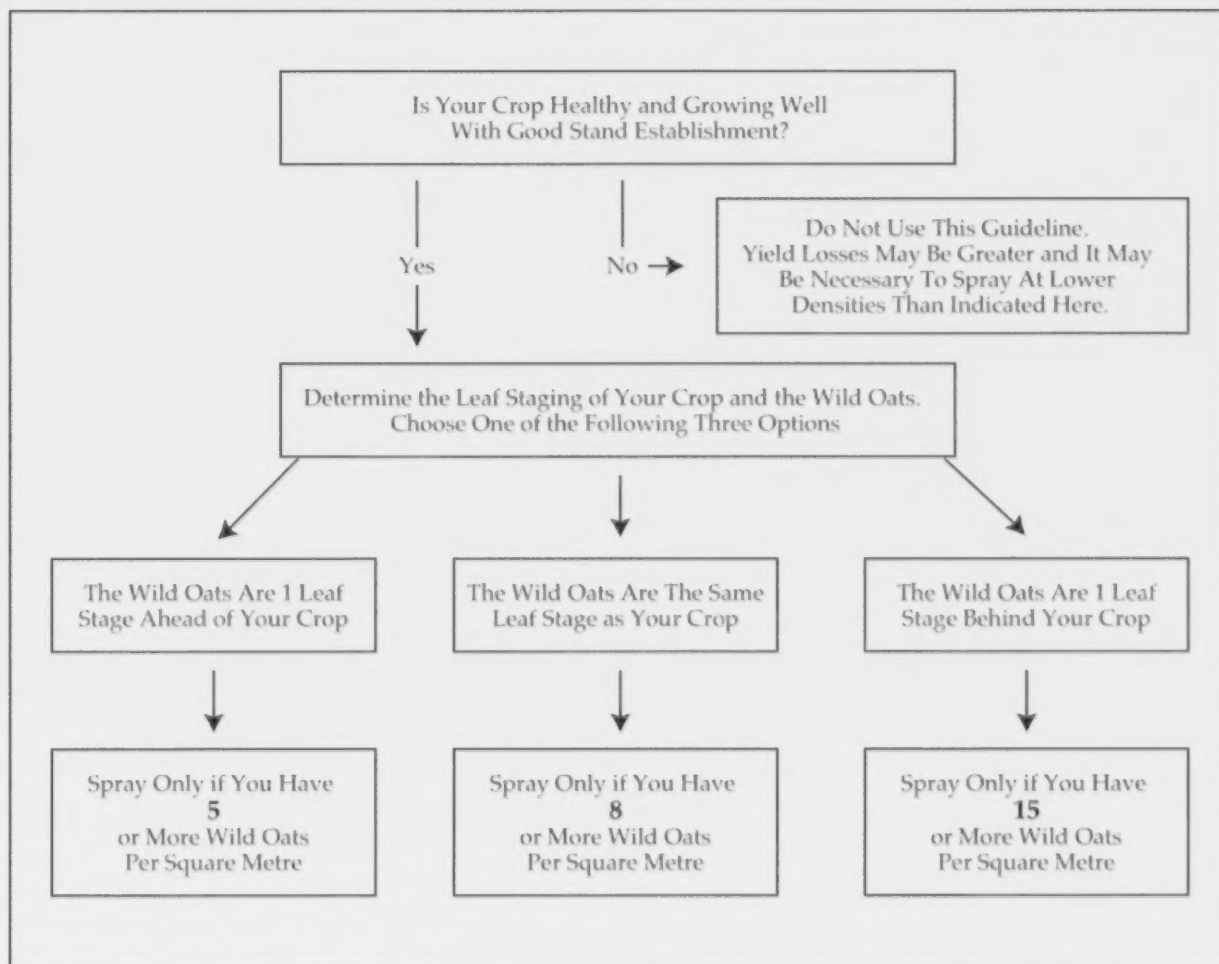 Is Your Crop Healthy and Growing Well
With Good Stand Establishment?
Yes
No
Do Not Use This Guideline.
Yield Losses May Be Greater and It May
Be Necessary To Spray At Lower
Densities Than Indicated Here.
Determine the Leaf Staging of Your Crop and the Wild Oats.
Choose One of the Following Three Options
The Wild Oats Are 1 Leaf
Stage Ahead of Your Crop
The Wild Oats Are The Same
Leaf Stage as Your Crop
The Wild Oats Are 1 Leaf
Stage Behind Your Crop
Spray Only if You Have
5
or More Wild Oats
Per Square Metre
Spray Only if You Have
8
or More Wild Oats
Per Square Metre
Spray Only if You Have
15
or More Wild Oats
Per Square Metre